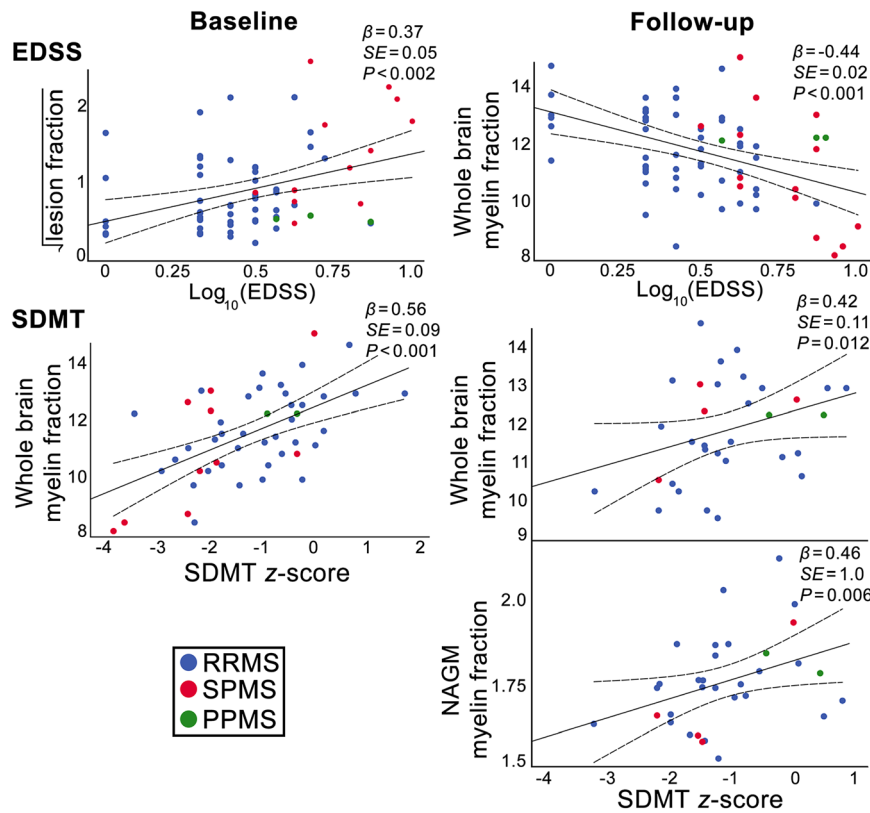 Baseline
Follow-up
EDSS
β=0.37
SE=0.05
P<0.002
√lesion fraction
2
1
0
0
0.25
0.5
0.75
1.0
Log10(EDSS)
β=-0.44
SE=0.02
P<0.001
Whole brain
myelin fraction
14
12
10
8
0
0.25
0.50
0.75
1.0
Log10(EDSS)
SDMT
β=0.56
SE=0.09
P<0.001
Whole brain
myelin fraction
14
12
10
8
-4
-3
-2
-1
0
1
2
SDMT z-score
β=0.42
SE=0.11
P=0.012
Whole brain
myelin fraction
14
13
12
11
10
9
β=0.46
SE=1.0
P=0.006
NAGM
myelin fraction
2.0
1.75
1.5
-4
-3
-2
-1
0
1
SDMT z-score
RRMS
SPMS
PPMS